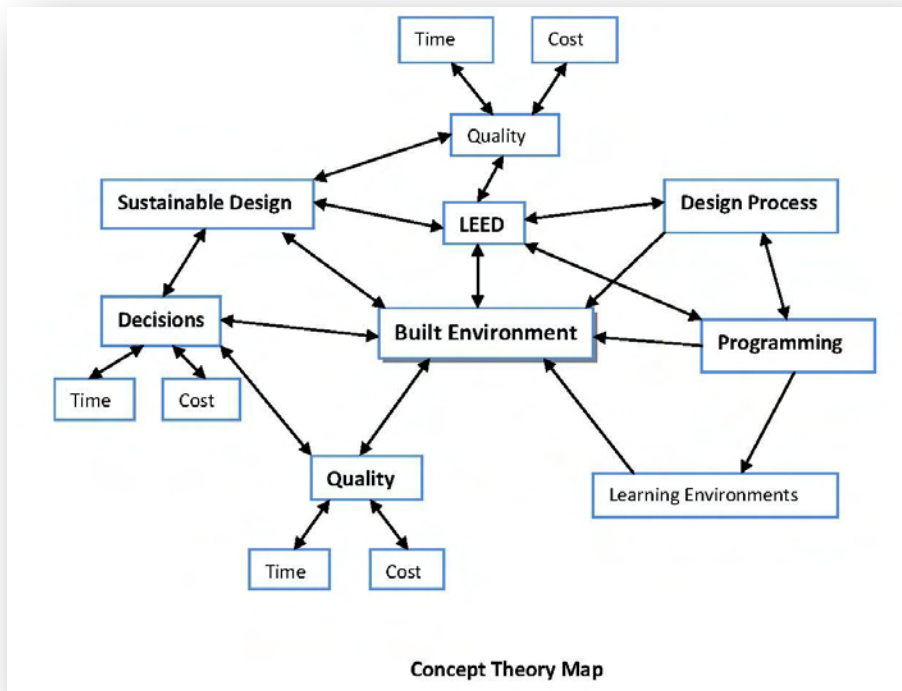 Time
Cost
Quality
Sustainable Design
LEED
Design Process
Decisions
Built Environment
Programming
Time
Cost
Quality
Learning Environments
Time
Cost
Concept Theory Map